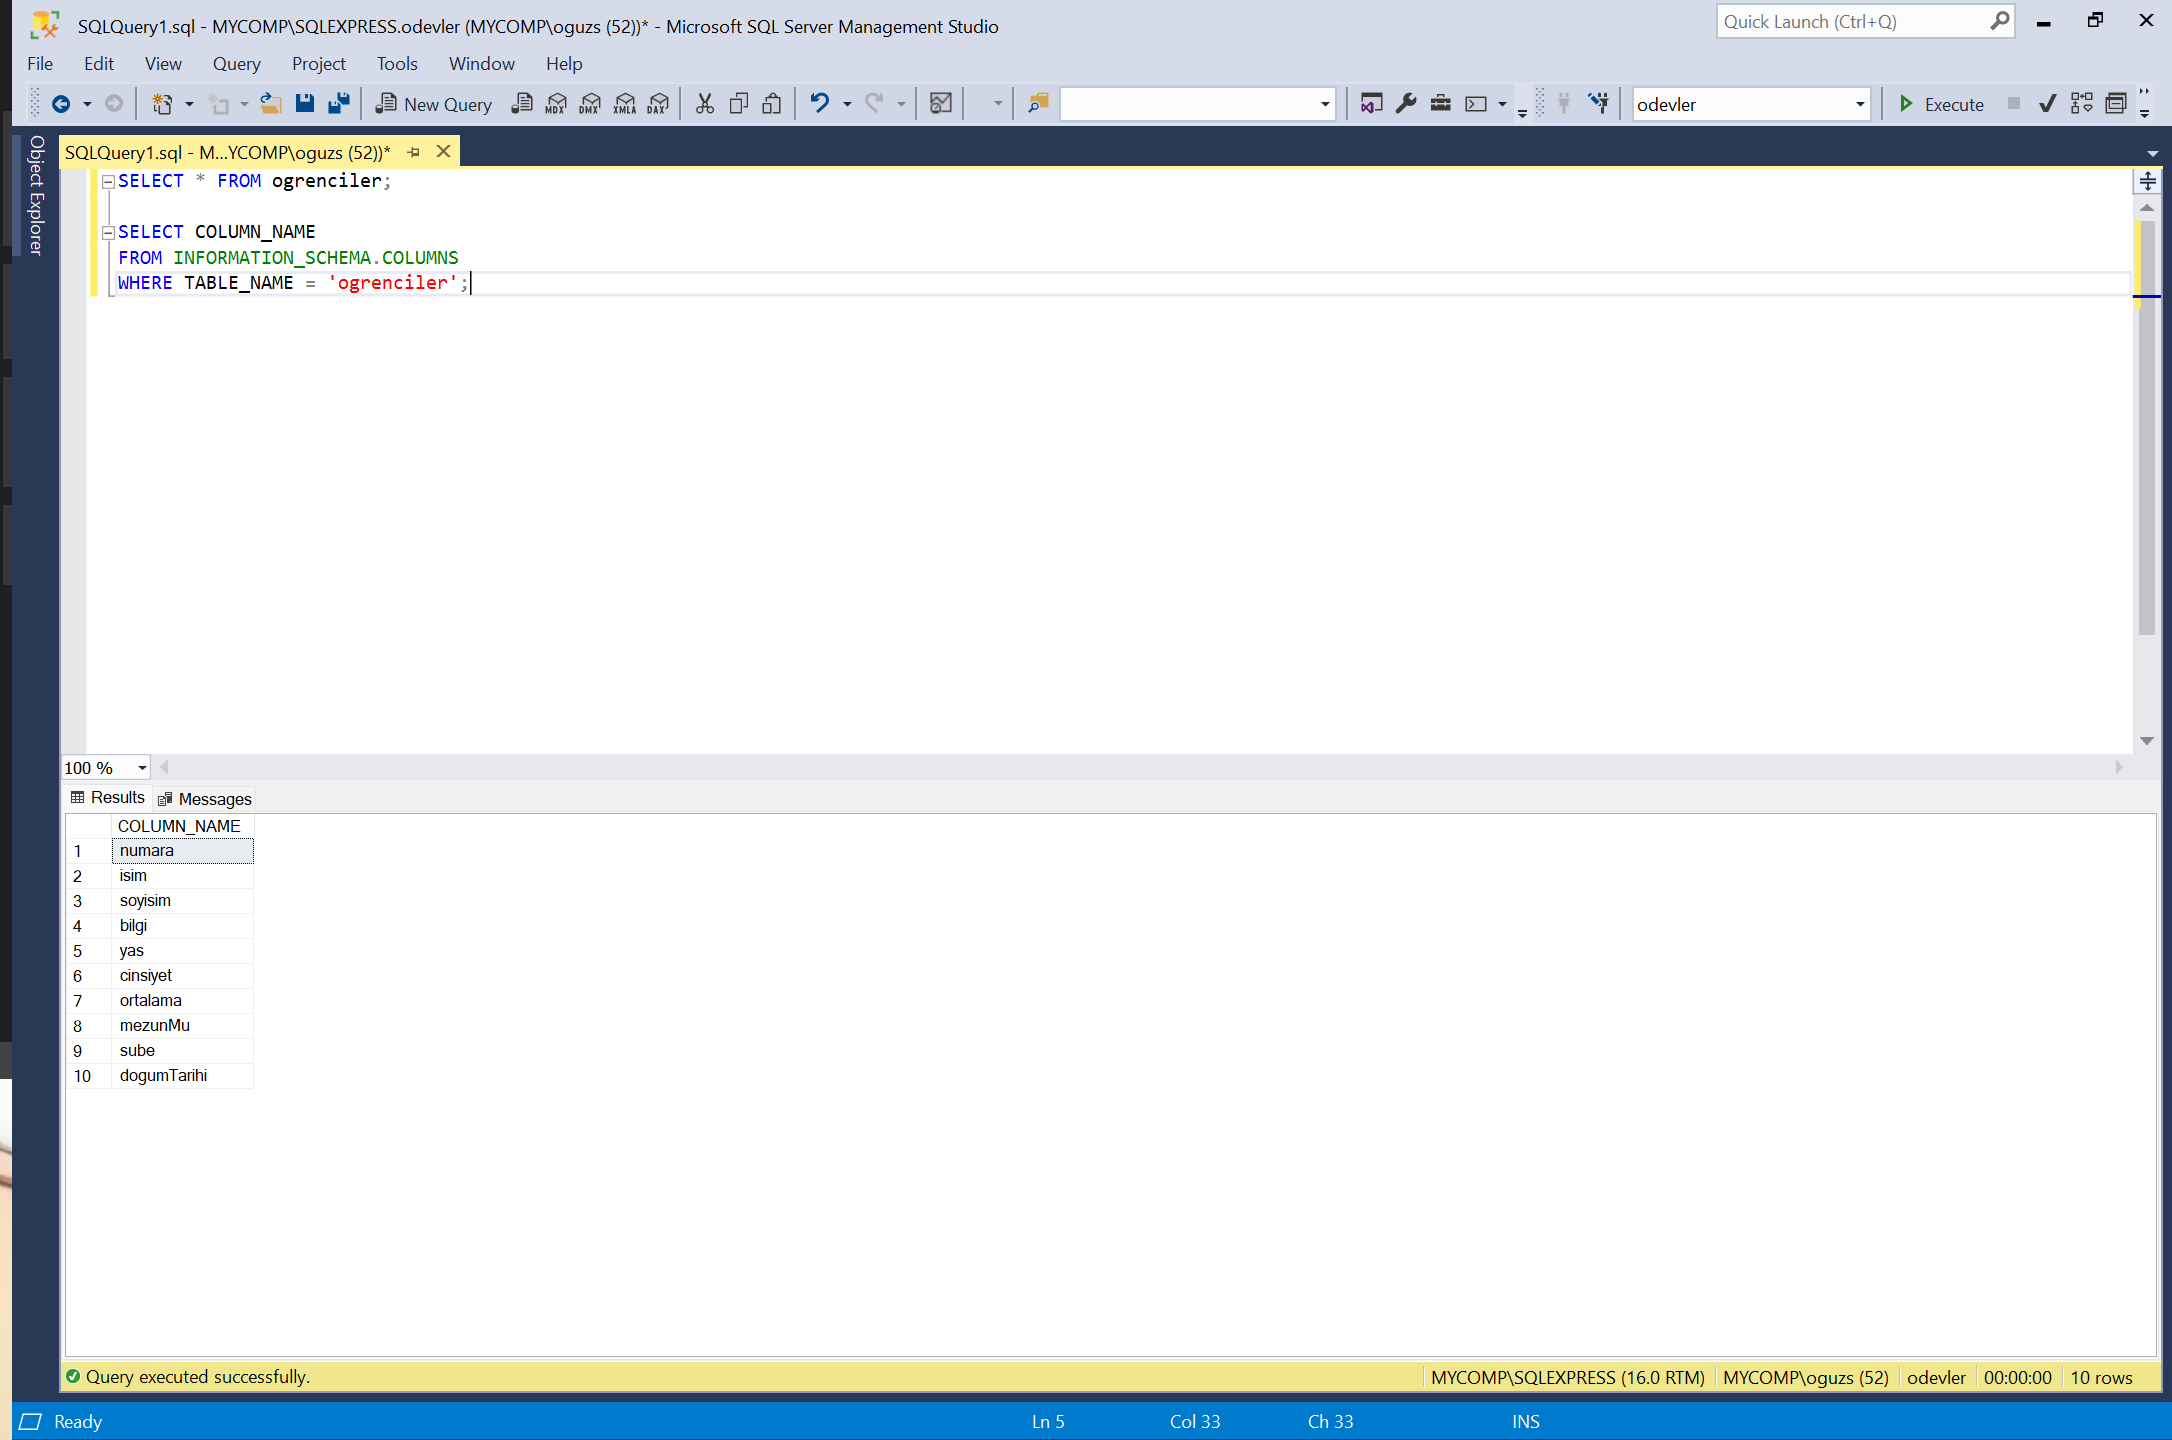 SQLQuery1.sql - MYCOMP\SQLEXPRESS.odevler (MYCOMP\oguzs (52))* - Microsoft SQL Server Management Studio
Quick Launch (Ctrl+Q)
File Edit View Query Project Tools Window Help
New Query MDX DMX XMLA DAX odevler Execute
Object Explorer
SQLQuery1.sql - M...YCOMP\oguzs (52))*
SELECT * FROM ogrenciler;
SELECT COLUMN_NAME
FROM INFORMATION_SCHEMA.COLUMNS
WHERE TABLE_NAME = 'ogrenciler';
100 %
Results Messages
COLUMN_NAME
1 numara
2 isim
3 soyisim
4 bilgi
5 yas
6 cinsiyet
7 ortalama
8 mezunMu
9 sube
10 dogumTarihi
Query executed successfully. MYCOMP\SQLEXPRESS (16.0 RTM) MYCOMP\oguzs (52) odevler 00:00:00 10 rows
Ready Ln 5 Col 33 Ch 33 INS